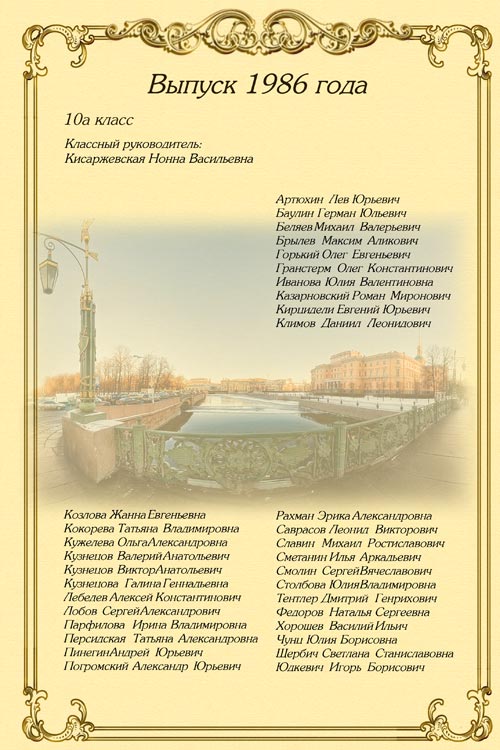 Выпуск 1986 года
10а класс
Классный руководитель:
Кисаржевская Нонна Васильевна
Артюхин Лев Юрьевич
Баулин Герман Юльевич
Беляев Михаил Валерьевич
Брылев Максим Аликович
Горький Олег Евгеньевич
Гранстерм Олег Константинович
Иванова Юлия Валентиновна
Казарновский Роман Миронович
Кирцидели Евгений Юрьевич
Климов Даниил Леонидович
Козлова Жанна Евгеньевна
Кокорева Татьяна Владимировна
Кужелева ОльгаАлександровна
Кузнецов ВалерийАнатольевич
Кузнецов ВикторАнатольевич
Кузнецова Галина Геннадьевна
Лебедев Алексей Константинович
Лобов СергейАлександрович
Парфилова Ирина Владимировна
Персидская Татьяна Александровна
ПинегинАндрей Юрьевич
Погромский Александр Юрьевич
Рахман Эрика Александровна
Саврасов Леонид Викторович
Славин Михаил Ростиславович
Сметанин Илья Аркадьевич
Смолин СергейВячеславович
Столбова ЮлияВладимировна
Тентлер Дмитрий Генрихович
Федоров Наталья Сергеевна
Хорошев Василий Ильич
Чунц Юлия Борисовна
Шербич Светлана Станиславовна
Юдкевич Игорь Борисович